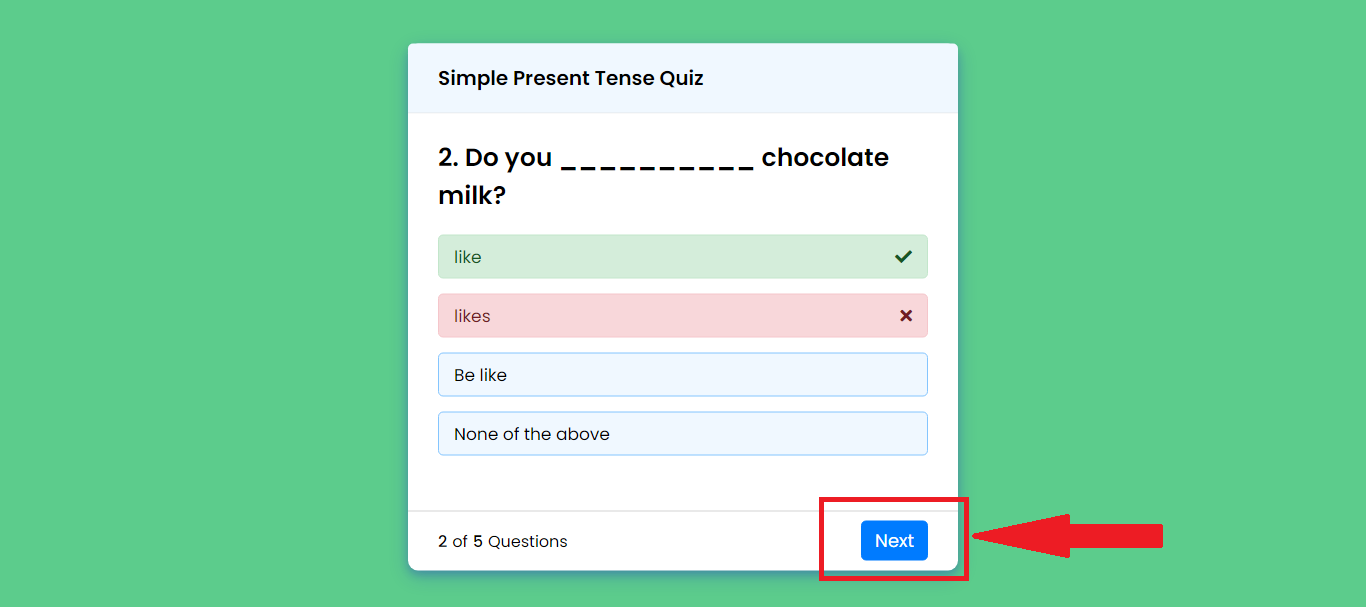 Simple Present Tense Quiz
2. Do you __________ chocolate
milk?
like
likes
Be like
None of the above
2 of 5 Questions
Next